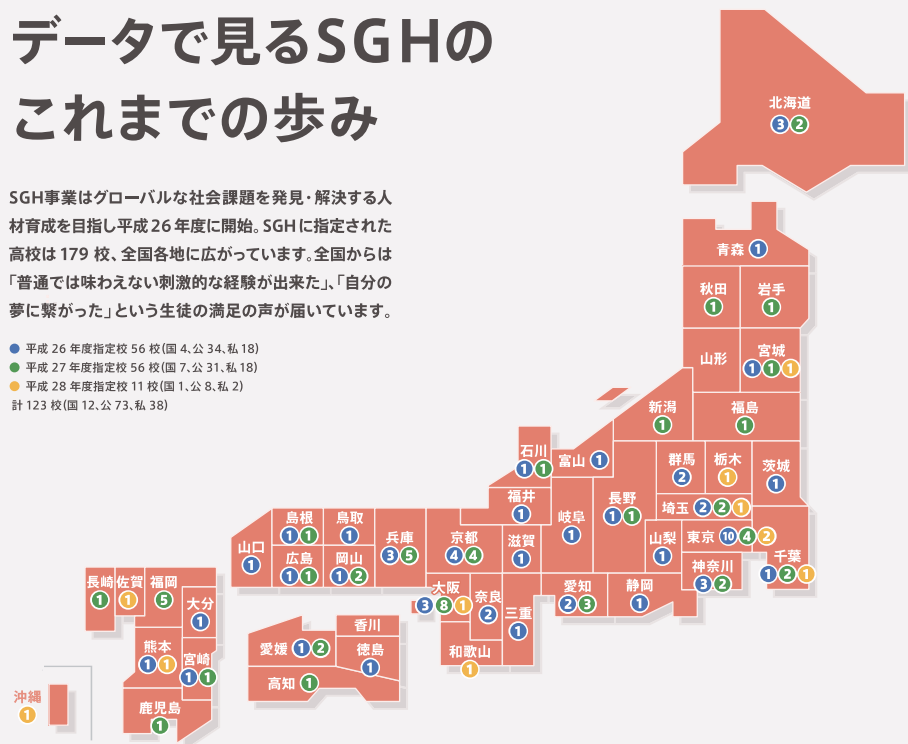 データで見るSGHの
これまでの歩み
SGH事業はグローバルな社会課題を発見・解決する人
材育成を目指し平成26年度に開始。SGHに指定された
高校は179校、全国各地に広がっています。全国からは
「普通では味わえない刺激的な経験が出来た」、「自分の
夢に繋がった」という生徒の満足の声が届いています。
平成26年度指定校56校(国4、公34、私18)
平成27年度指定校56校(国7、公31、私18)
平成28年度指定校11校(国1、公8、私2)
計123校(国12、公73、私38)
北海道
3 2
青森 1
秋田
1
岩手
1
山形
宮城
1 1 1
新潟
1
福島
1
石川
1 1
富山 1
群馬
2
栃木
1
茨城
1
福井
1
岐阜
1
長野
1 1
埼玉 2 2 1
山梨
1
東京 10 4 2
千葉
1 2 1
神奈川
3 2
島根
1 1
鳥取
1
兵庫
3 5
京都
4 4
滋賀
1
山口
1
広島
1 1
岡山
1 2
大阪
3 8 1
奈良
2
三重
1
愛知
2 3
静岡
1
和歌山
1
長崎
1
佐賀
1
福岡
5
大分
1
熊本
1 1
宮崎
1 1
鹿児島
1
香川
愛媛 1 2
徳島
1
高知 1
沖縄
1